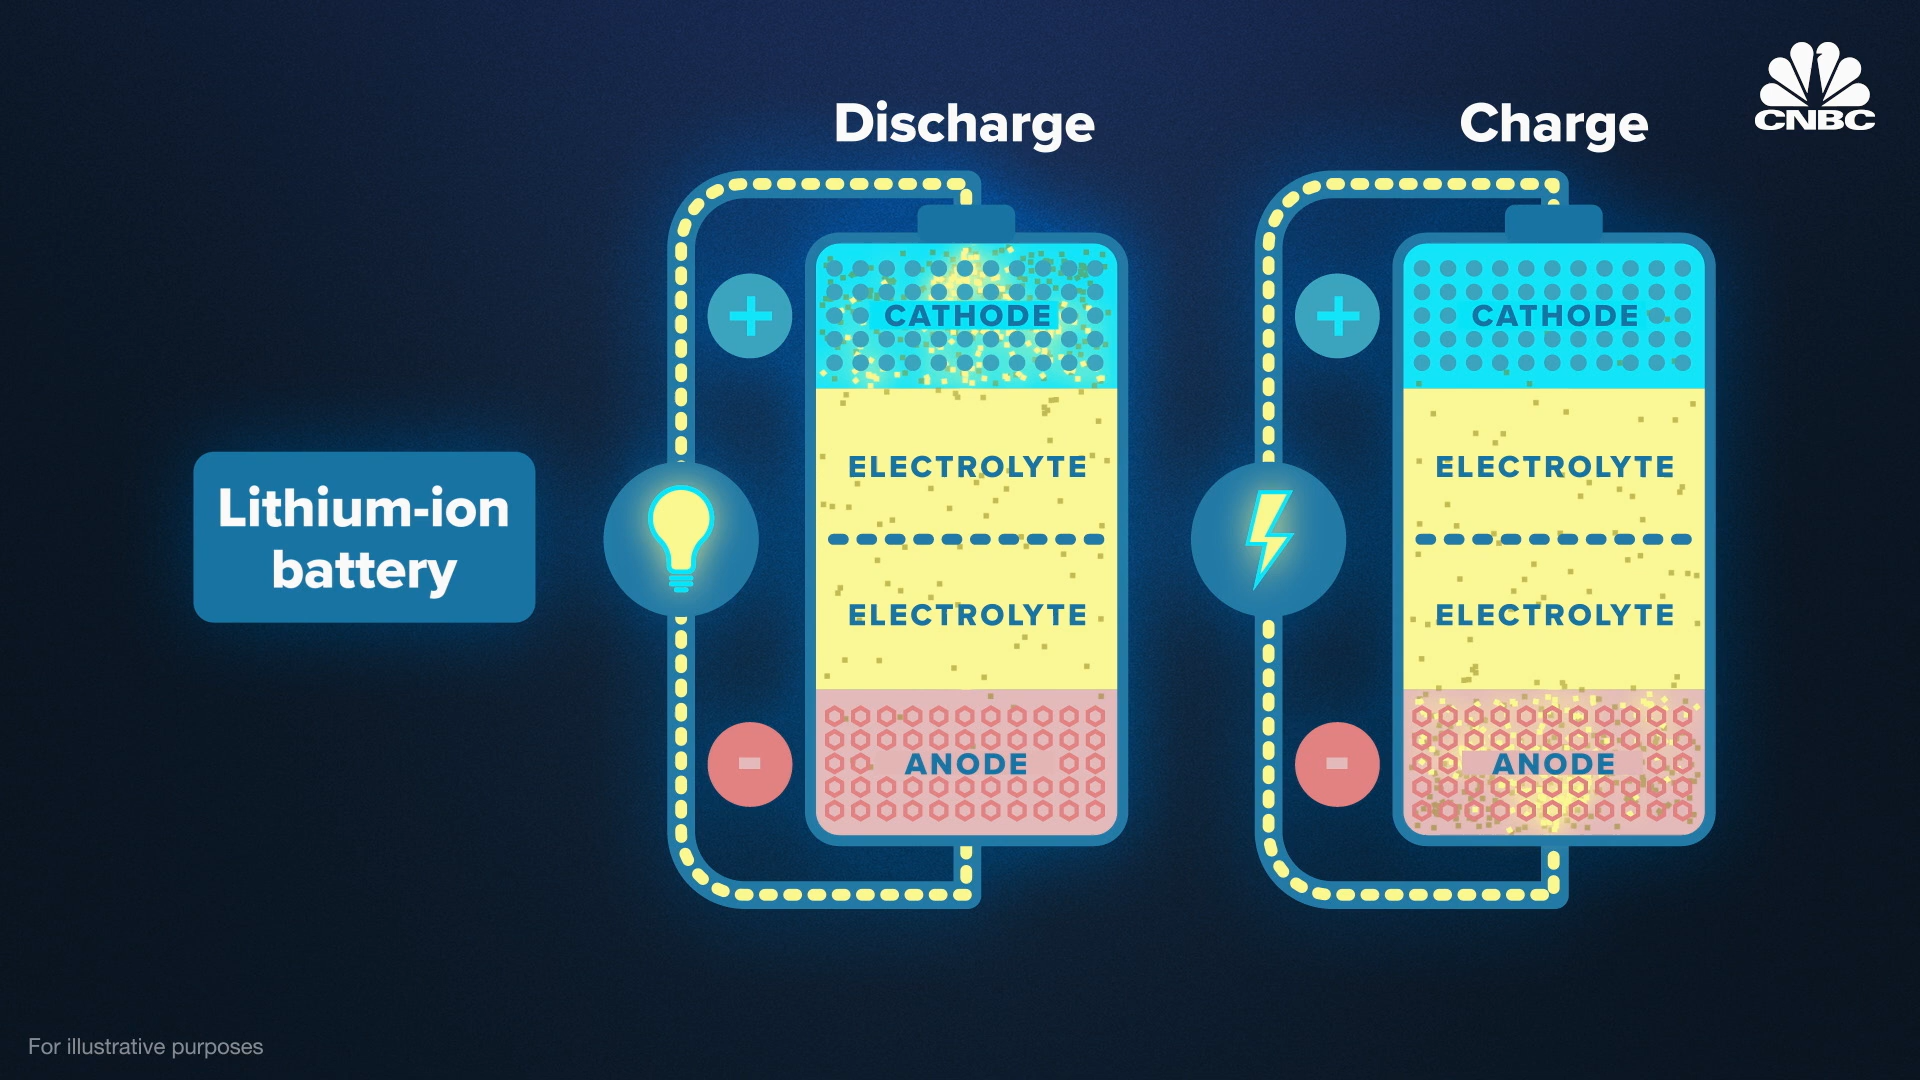 Discharge
Charge
CNBC
+
CATHODE
+
CATHODE
ELECTROLYTE
ELECTROLYTE
Lithium-ion
battery
ELECTROLYTE
ELECTROLYTE
-
ANODE
-
ANODE
For illustrative purposes